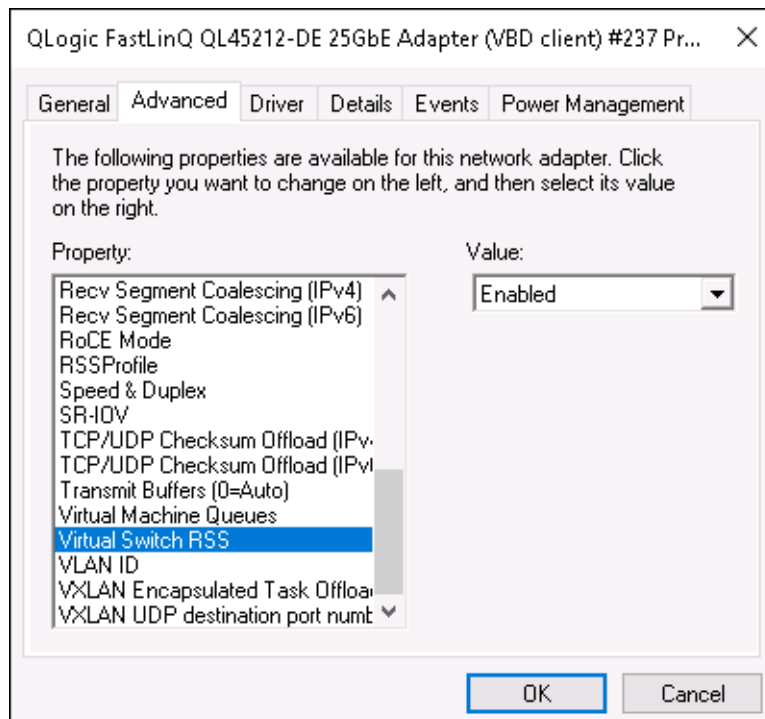 QLogic FastLinQ QL45212-DE 25GbE Adapter (VBD client) #237 Pr...
General Advanced Driver Details Events Power Management
The following properties are available for this network adapter. Click
the property you want to change on the left, and then select its value
on the right.
Property:
Value:
Recv Segment Coalescing (IPv4)
Recv Segment Coalescing (IPv6)
RoCE Mode
RSSProfile
Speed & Duplex
SR-IOV
TCP/UDP Checksum Offload (IPv
TCP/UDP Checksum Offload (IPv
Transmit Buffers (0=Auto)
Virtual Machine Queues
Virtual Switch RSS
VLAN ID
VXLAN Encapsulated Task Offloa
VXLAN UDP destination port numb
Enabled
OK Cancel